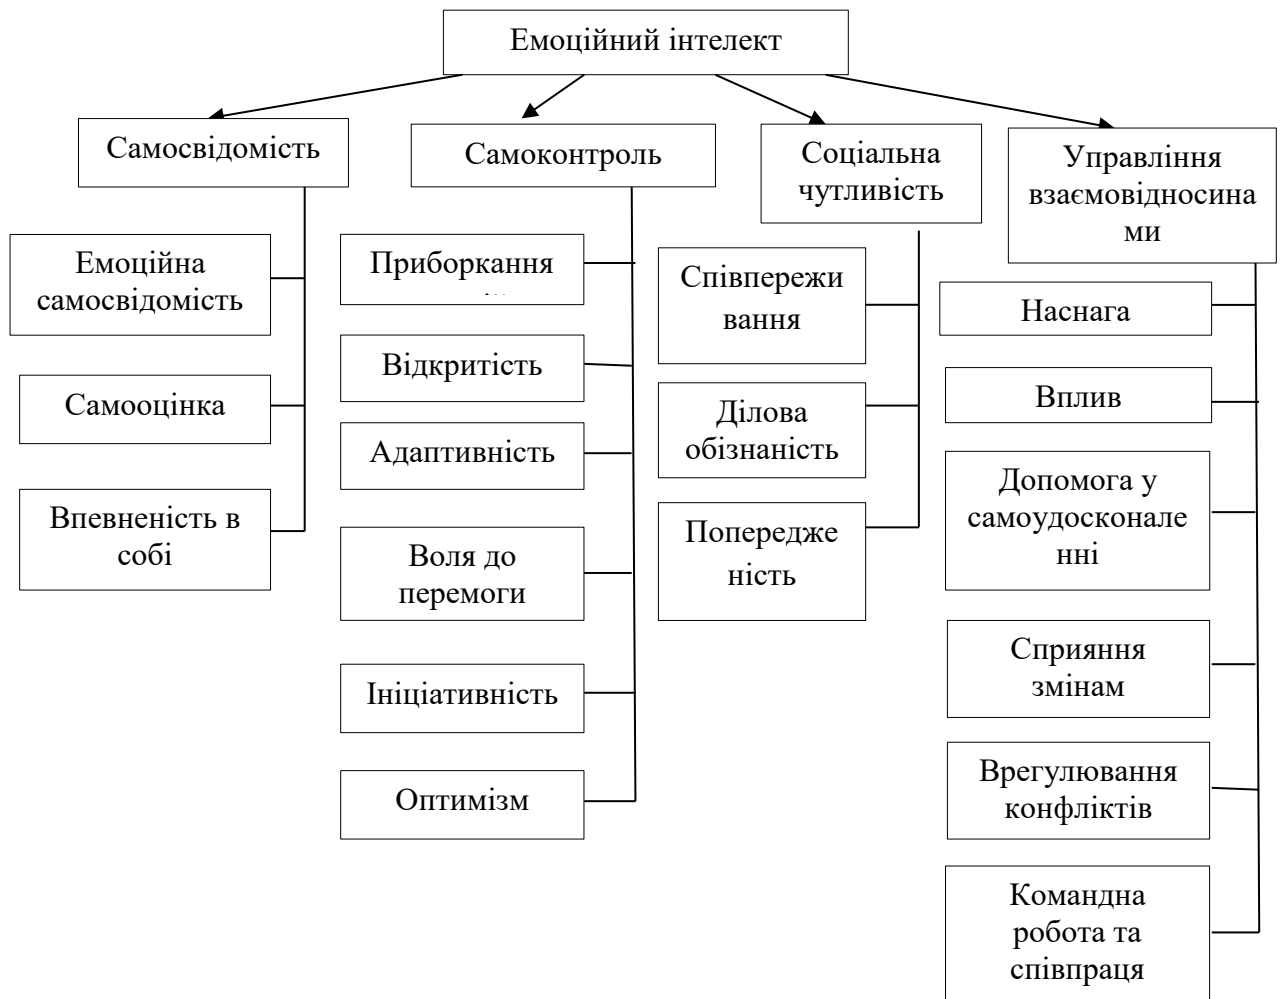 Емоційний інтелект
Самосвідомість
Емоційна
самосвідомість
Самооцінка
Впевненість в
собі
Самоконтроль
Приборкання
Відкритість
Адаптивність
Воля до
перемоги
Ініціативність
Оптимізм
Соціальна
чутливість
Співпережи
вання
Ділова
обізнаність
Попередже
ність
Управління
взаємовідносина
ми
Наснага
Вплив
Допомога у
самоудосконале
нні
Сприяння
змінам
Врегулювання
конфліктів
Командна
робота та
співпраця